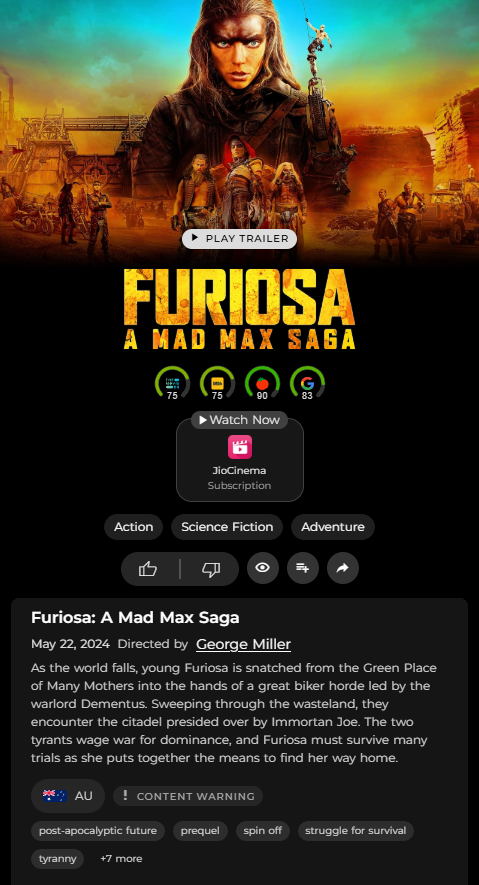 PLAY TRAILER
FURIOSA
A MAD MAX SAGA
75 75 90 83
Watch Now
JioCinema
Subscription
Action Science Fiction Adventure
Furiosa: A Mad Max Saga
May 22, 2024 Directed by George Miller
As the world falls, young Furiosa is snatched from the Green Place
of Many Mothers into the hands of a great biker horde led by the
warlord Dementus. Sweeping through the wasteland, they
encounter the citadel presided over by Immortan Joe. The two
tyrants wage war for dominance, and Furiosa must survive many
trials as she puts together the means to find her way home.
AU ! CONTENT WARNING
post-apocalyptic future prequel spin off struggle for survival
tyranny +7 more